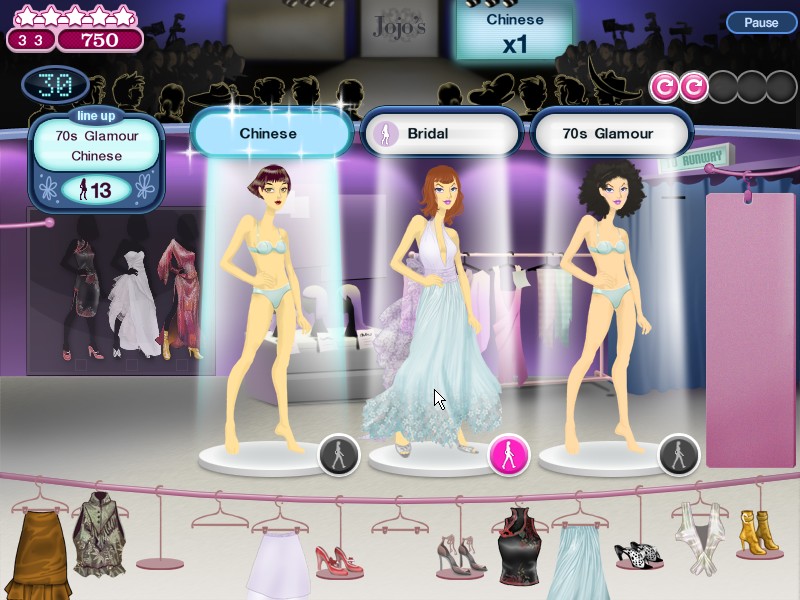 3 3
750
30
Jojo's
Chinese
x1
Pause
line up
70s Glamour
Chinese
13
Chinese
Bridal
70s Glamour
RUNWAY